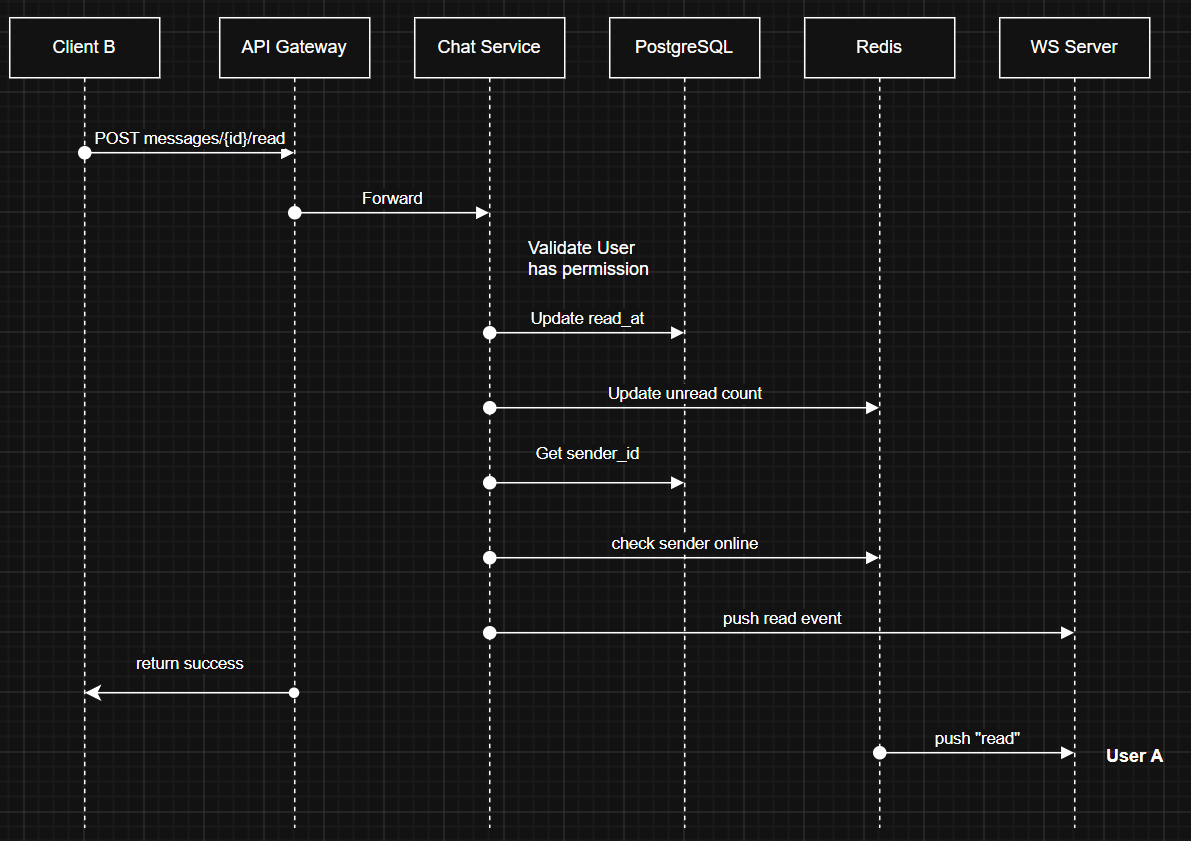 Client B
API Gateway
Chat Service
PostgreSQL
Redis
WS Server
POST messages/{id}/read
Forward
Validate User
has permission
Update read_at
Update unread count
Get sender_id
check sender online
push read event
return success
push "read"
User A